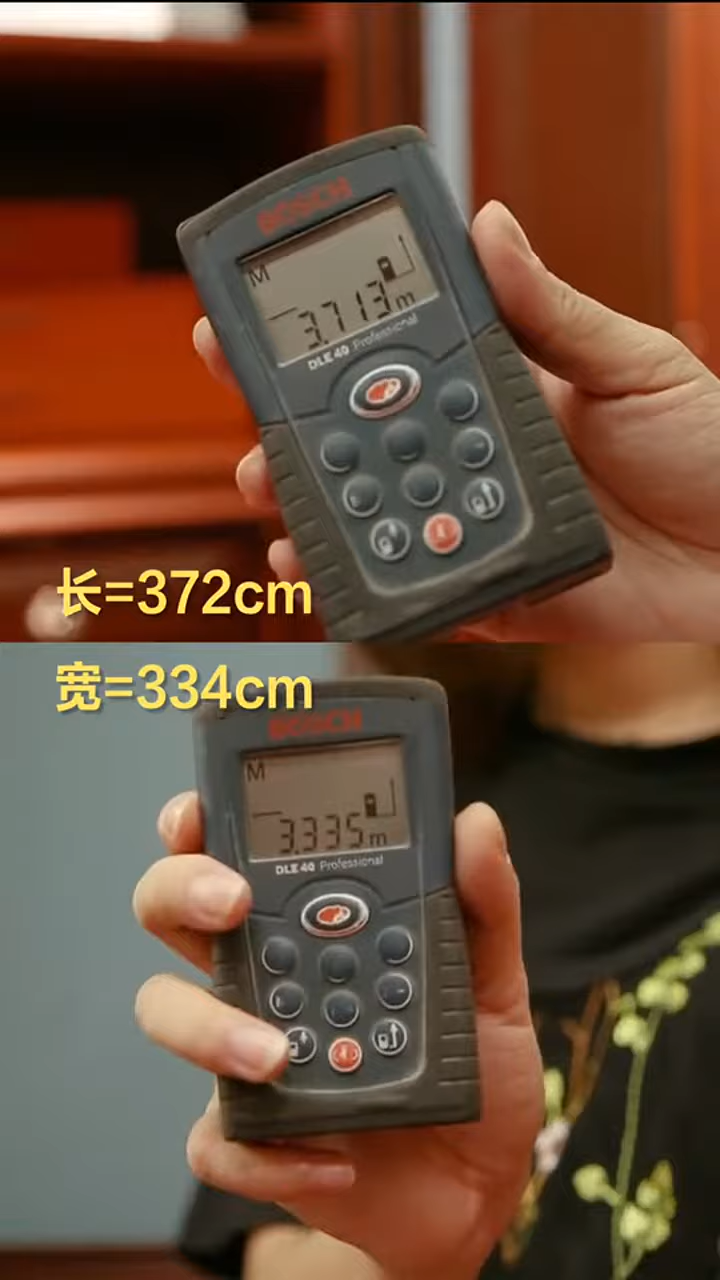 BOSCH
M
3.713m
DLE 40 Professional
长=372cm
宽=334cm
BOSCH
M
3.335m
DLE 40 Professional